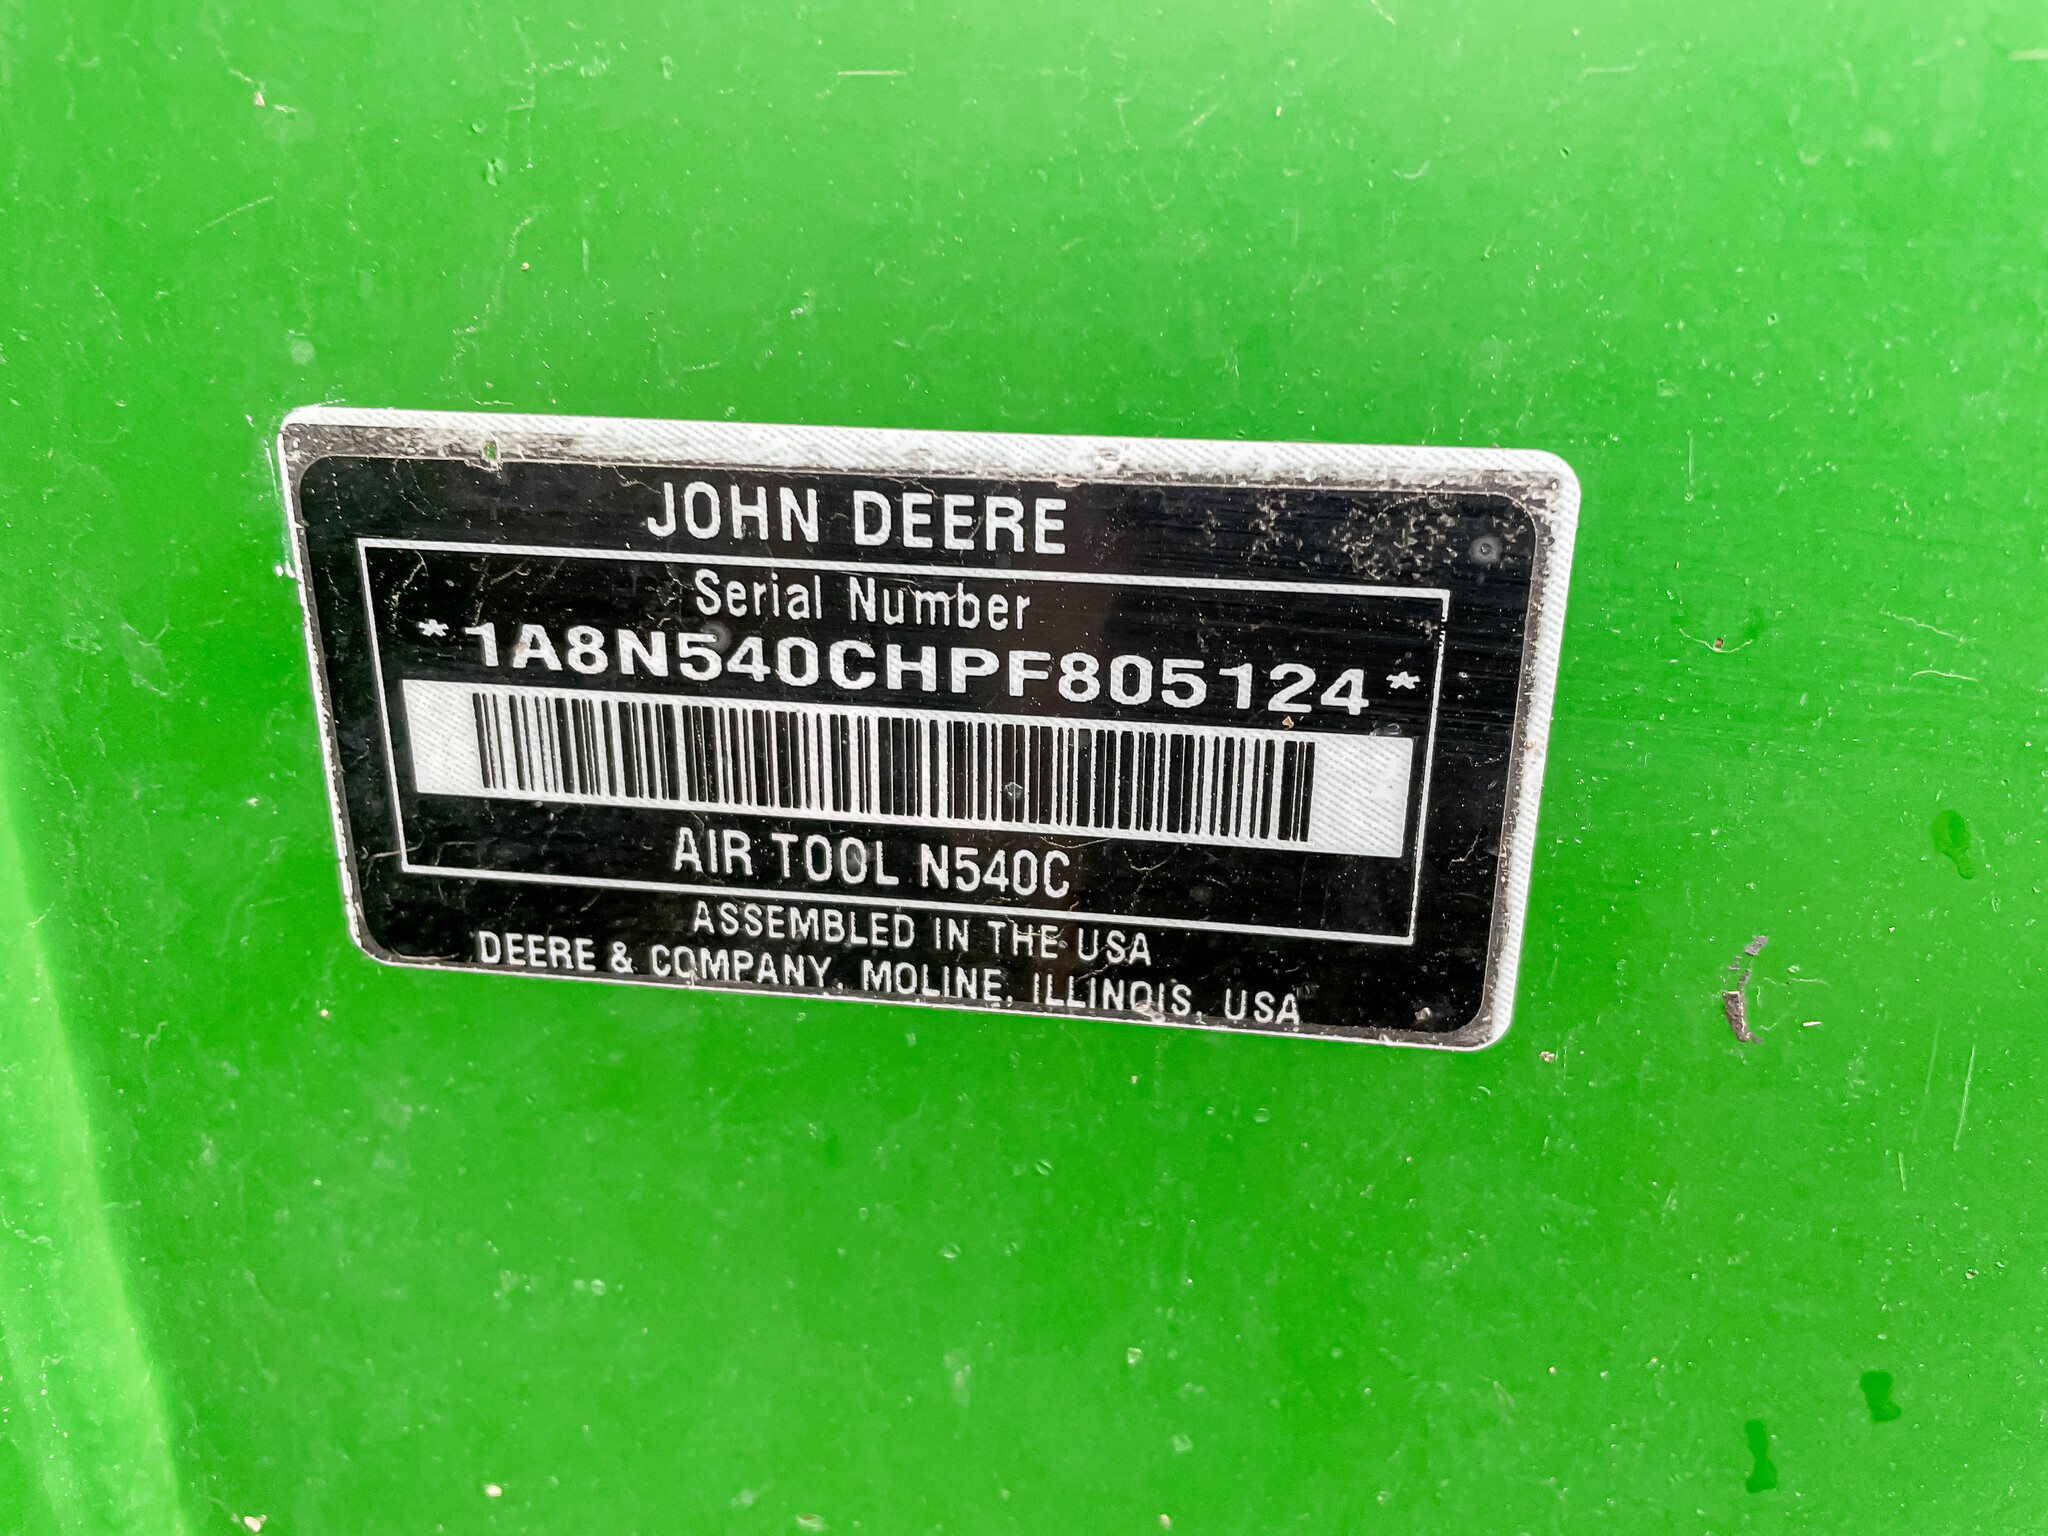 JOHN DEERE
Serial Number
*1A8N540CHPF805124*
AIR TOOL N540C
ASSEMBLED IN THE USA
DEERE & COMPANY, MOLINE, ILLINOIS, USA